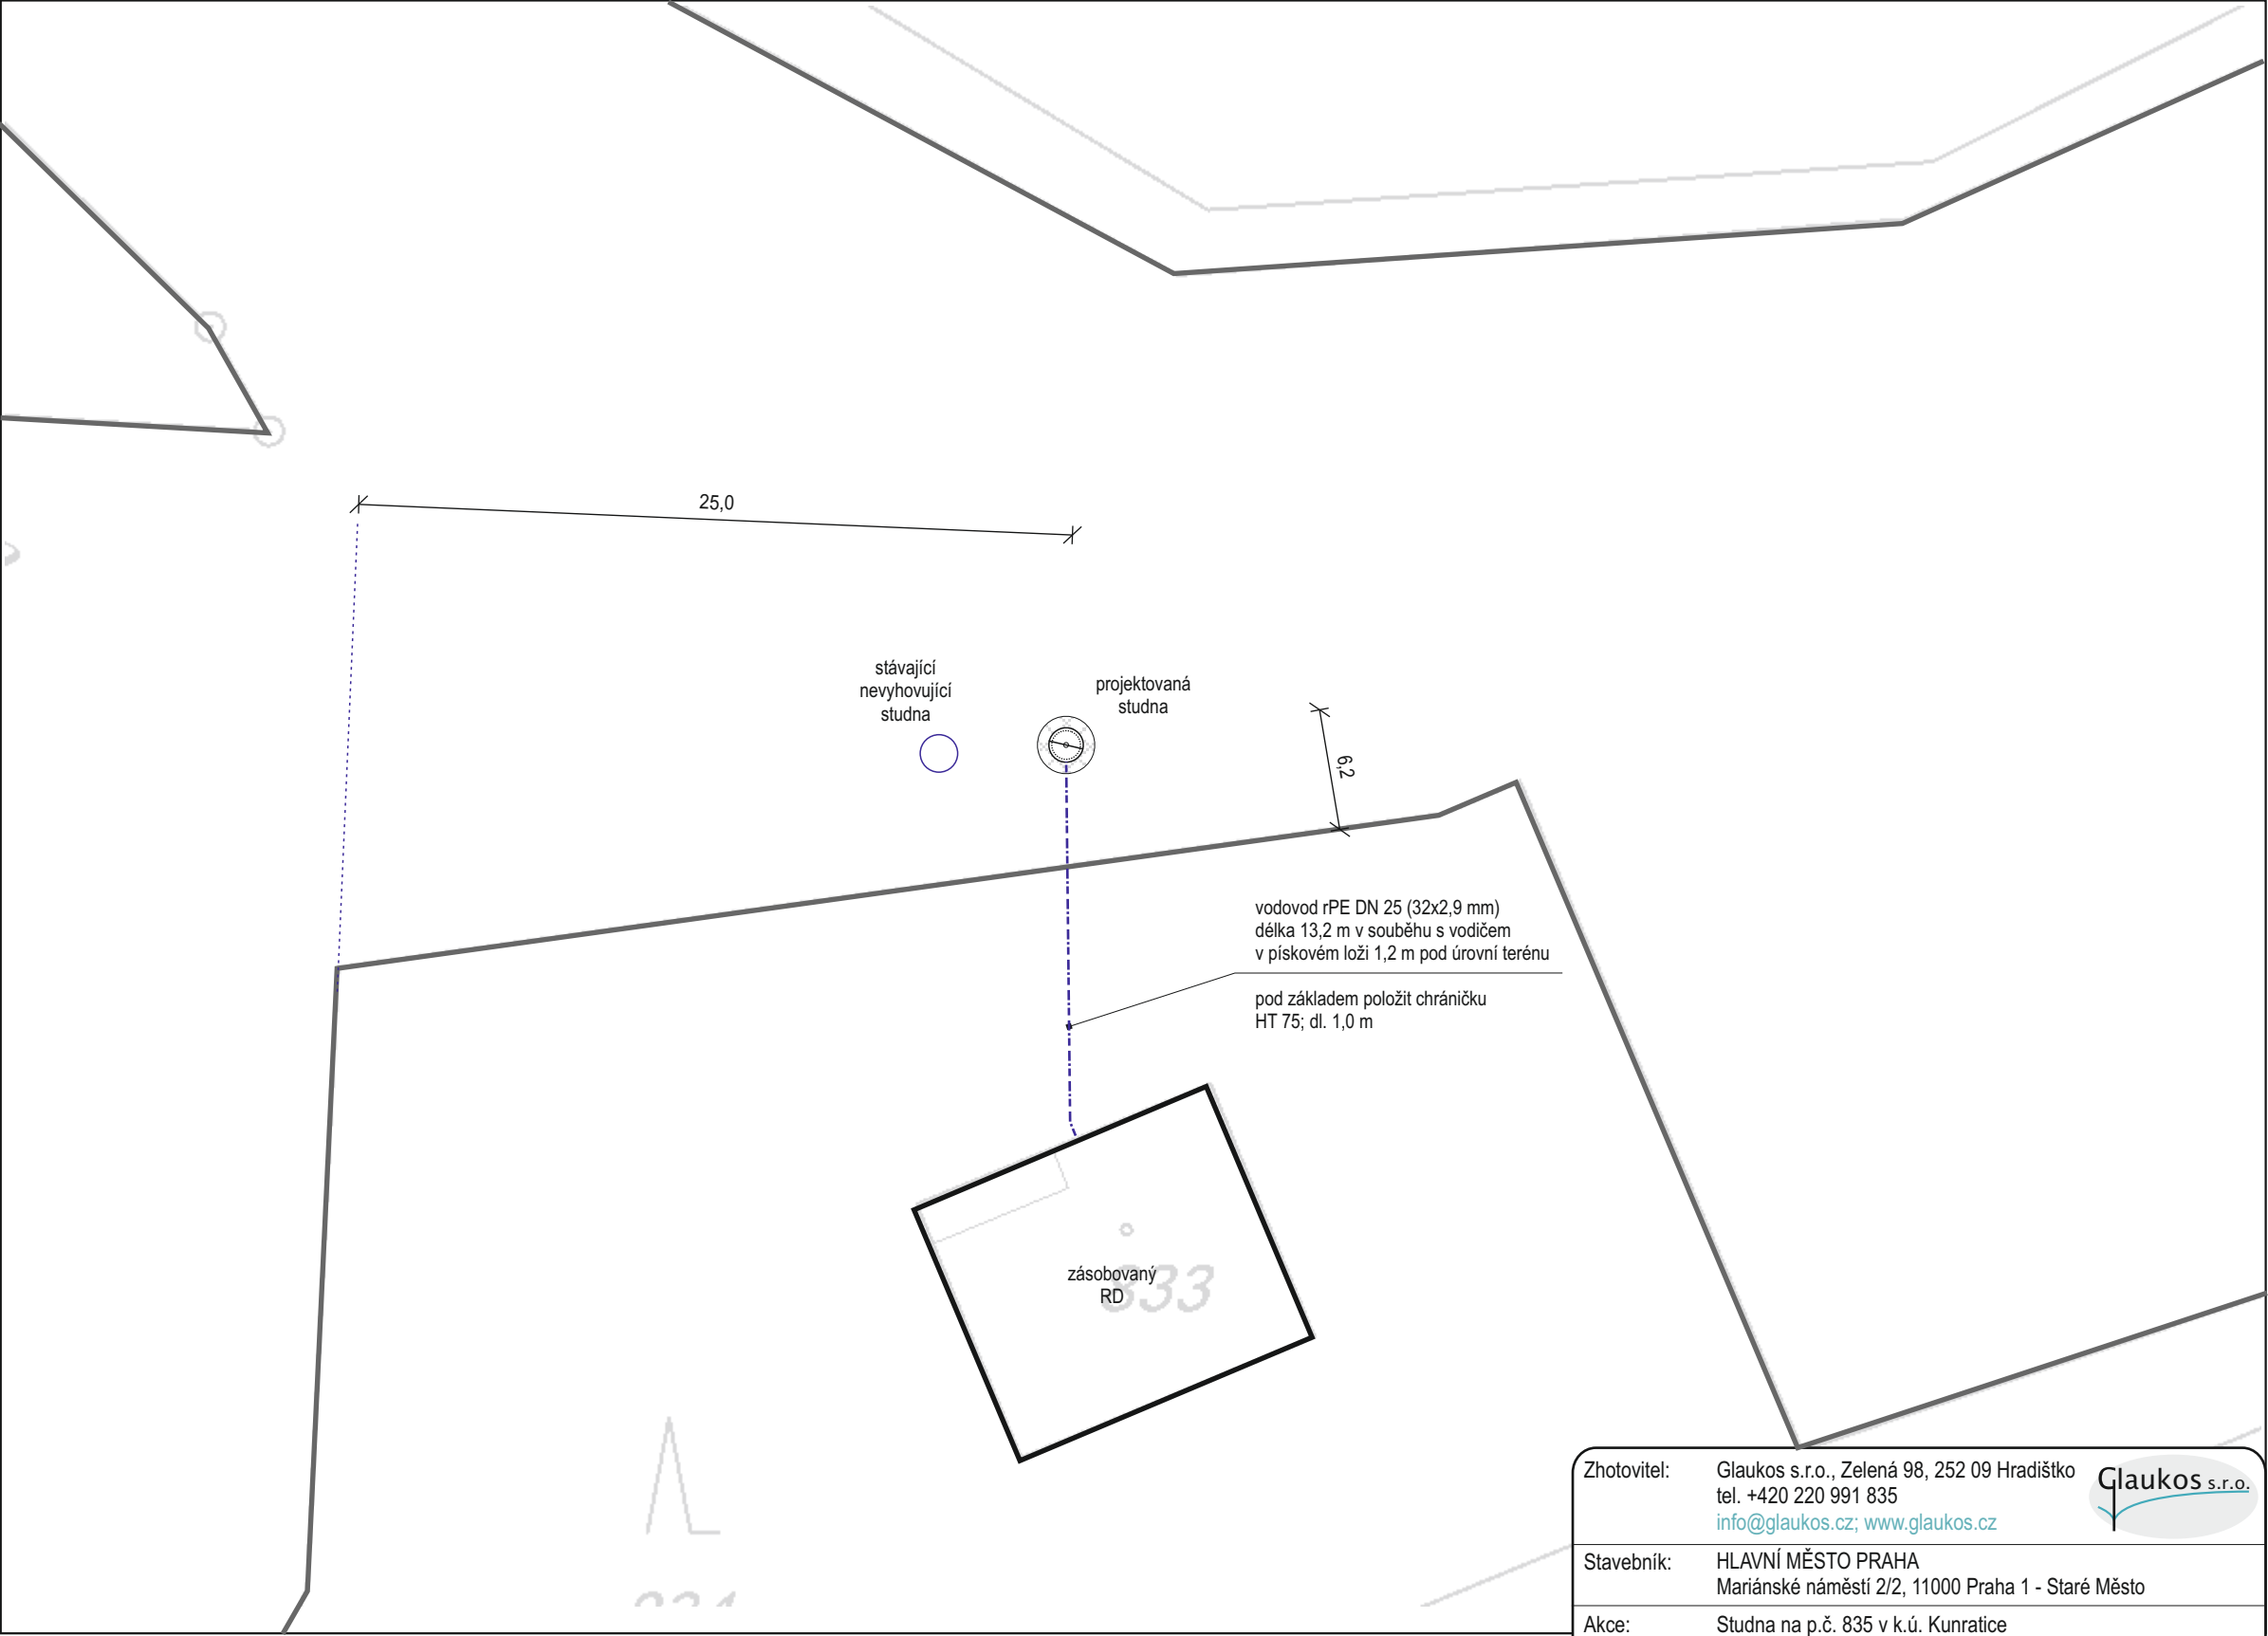 25,0
stávající
nevyhovující
studna
projektovaná
studna
6,2
vodovod rPE DN 25 (32x2,9 mm)
délka 13,2 m v souběhu s vodičem
v pískovém loži 1,2 m pod úrovní terénu
pod základem položit chráničku
HT 75; dl. 1,0 m
833
zásobovaný
RD
Zhotovitel: Glaukos s.r.o., Zelená 98, 252 09 Hradištko
tel. +420 220 991 835
info@glaukos.cz; www.glaukos.cz
Glaukos s.r.o.
Stavebník: HLAVNÍ MĚSTO PRAHA
Mariánské náměstí 2/2, 11000 Praha 1 - Staré Město
Akce: Studna na p.č. 835 v k.ú. Kunratice